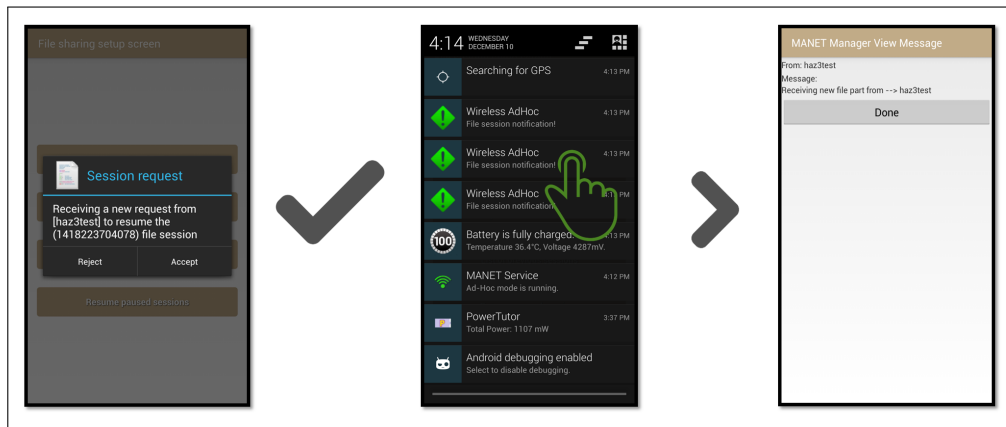 File sharing setup screen
Session request
Receiving a new request from
[haz3test] to resume the
(1418223704078) file session
Reject Accept
Resume paused sessions
4:14 WEDNESDAY
DECEMBER 10
Searching for GPS 4:13 PM
Wireless AdHoc 4:13 PM
File session notification!
Wireless AdHoc 4:13 PM
File session notification!
Wireless AdHoc 4:13 PM
File session notification
100 Battery is fully charged. 4:13 PM
Temperature 36.4°C, Voltage 4287mV.
MANET Service 4:12 PM
Ad-Hoc mode is running.
PowerTutor 3:37 PM
Total Power: 1107 mW
Android debugging enabled
Select to disable debugging.
MANET Manager View Message
From: haz3test
Message:
Receiving new file part from --> haz3test
Done